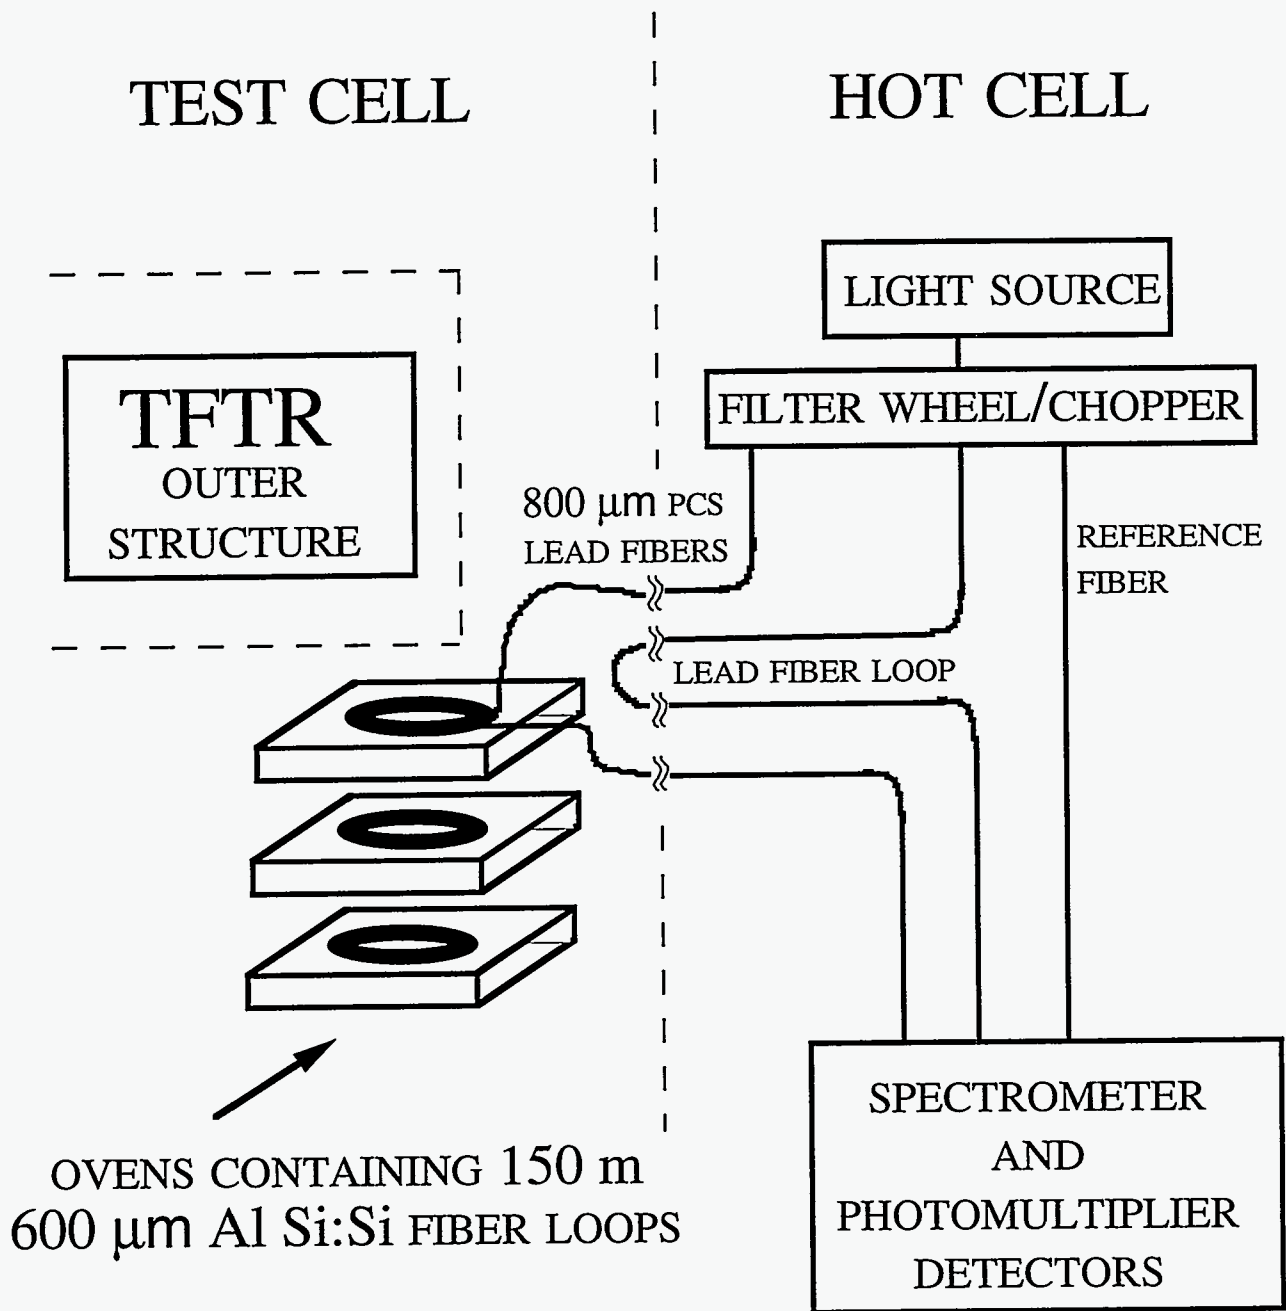 TEST CELL
HOT CELL
LIGHT SOURCE
FILTER WHEEL/CHOPPER
TFTR
OUTER
STRUCTURE
800 μm PCS
LEAD FIBERS
REFERENCE
FIBER
LEAD FIBER LOOP
OVENS CONTAINING 150 m
600 μm Al Si:Si FIBER LOOPS
SPECTROMETER
AND
PHOTOMULTIPLIER
DETECTORS